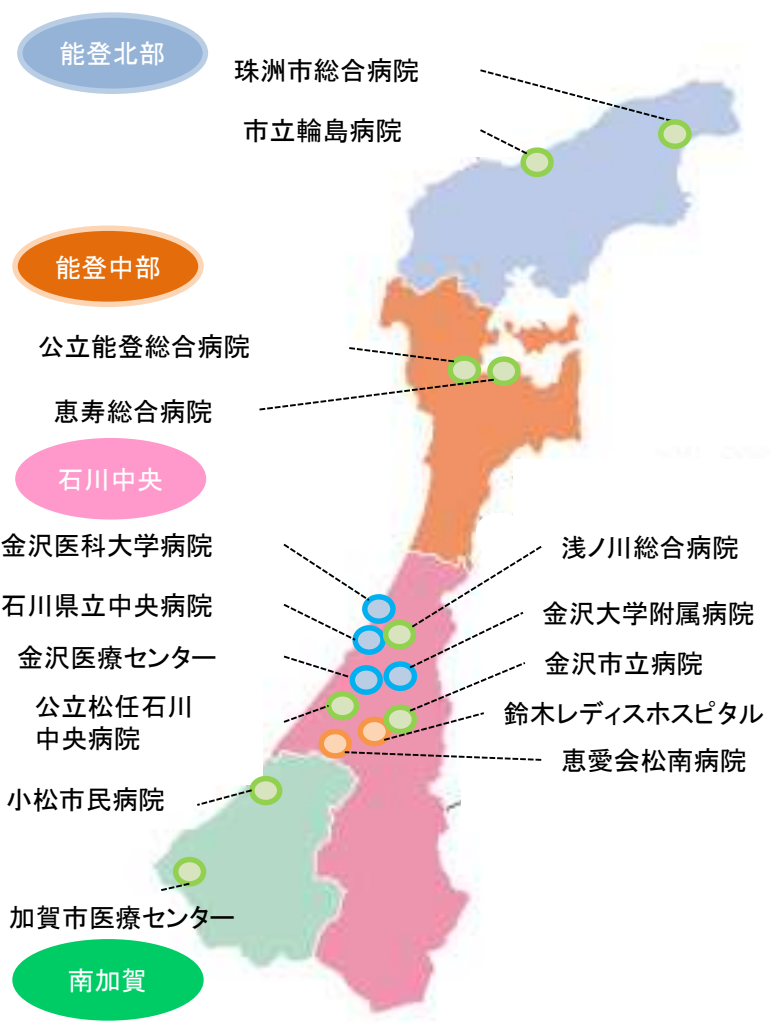 能登北部
珠洲市総合病院
市立輪島病院
能登中部
公立能登総合病院
恵寿総合病院
石川中央
金沢医科大学病院
浅ノ川総合病院
石川県立中央病院
金沢大学附属病院
金沢医療センター
金沢市立病院
公立松任石川
中央病院
鈴木レディスホスピタル
恵愛会松南病院
小松市民病院
加賀市医療センター
南加賀